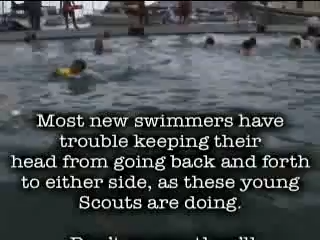 Most new swimmers have
trouble keeping their
head from going back and forth
to either side, as these young
Scouts are doing.